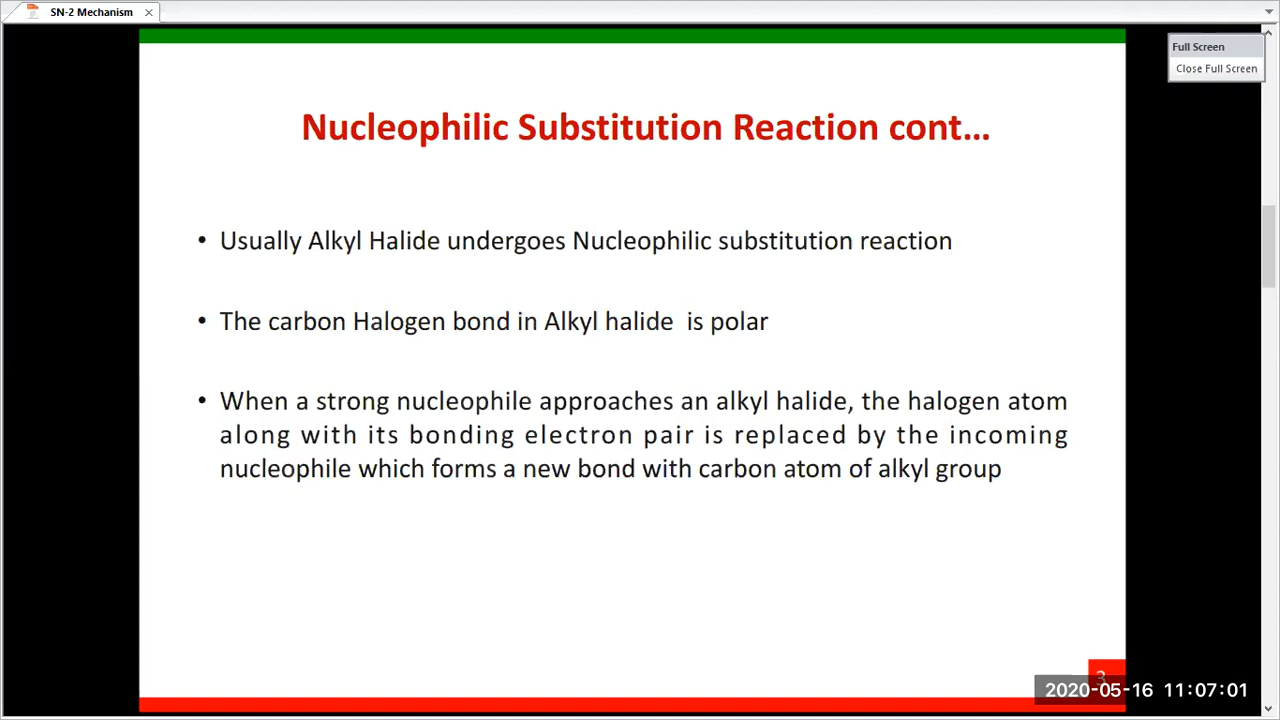 SN-2 Mechanism
Full Screen
Close Full Screen
Nucleophilic Substitution Reaction cont...
• Usually Alkyl Halide undergoes Nucleophilic substitution reaction
• The carbon Halogen bond in Alkyl halide is polar
• When a strong nucleophile approaches an alkyl halide, the halogen atom
along with its bonding electron pair is replaced by the incoming
nucleophile which forms a new bond with carbon atom of alkyl group
3
2020-05-16 11:07:01